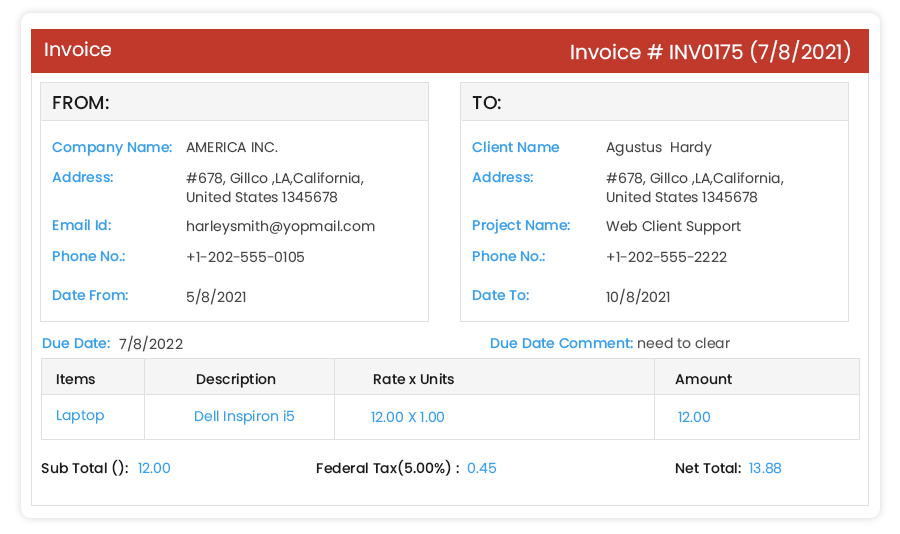 Invoice
Invoice # INV0175 (7/8/2021)
FROM:
Company Name: AMERICA INC.
Address: #678, Gillco ,LA,California,
United States 1345678
Email Id: harleysmith@yopmail.com
Phone No.: +1-202-555-0105
Date From: 5/8/2021
TO:
Client Name Agustus  Hardy
Address: #678, Gillco ,LA,California,
United States 1345678
Project Name: Web Client Support
Phone No.: +1-202-555-2222
Date To: 10/8/2021
Due Date: 7/8/2022
Due Date Comment: need to clear
Items Description Rate x Units Amount
Laptop Dell Inspiron i5 12.00 X 1.00 12.00
Sub Total (): 12.00 Federal Tax(5.00%) : 0.45 Net Total: 13.88